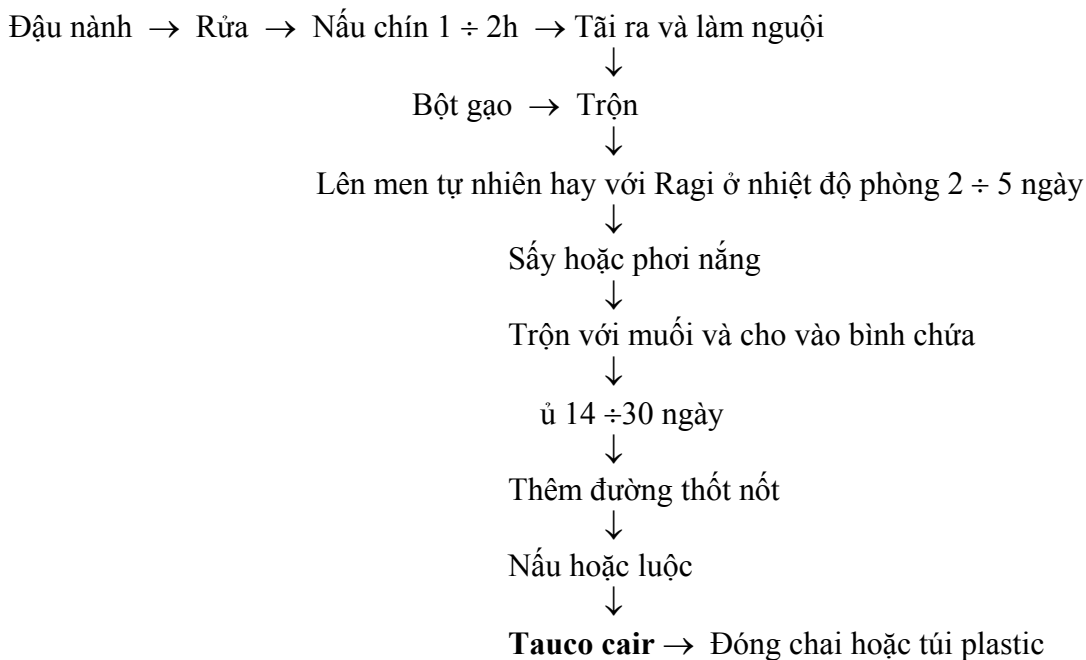 Đậu nành → Rửa → Nấu chín 1 ÷ 2h → Tãi ra và làm nguội
↓
Bột gạo → Trộn
↓
Lên men tự nhiên hay với Ragi ở nhiệt độ phòng 2 ÷ 5 ngày
↓
Sấy hoặc phơi nắng
↓
Trộn với muối và cho vào bình chứa
↓
ủ 14 ÷30 ngày
↓
Thêm đường thốt nốt
↓
Nấu hoặc luộc
↓
Tauco cair → Đóng chai hoặc túi plastic